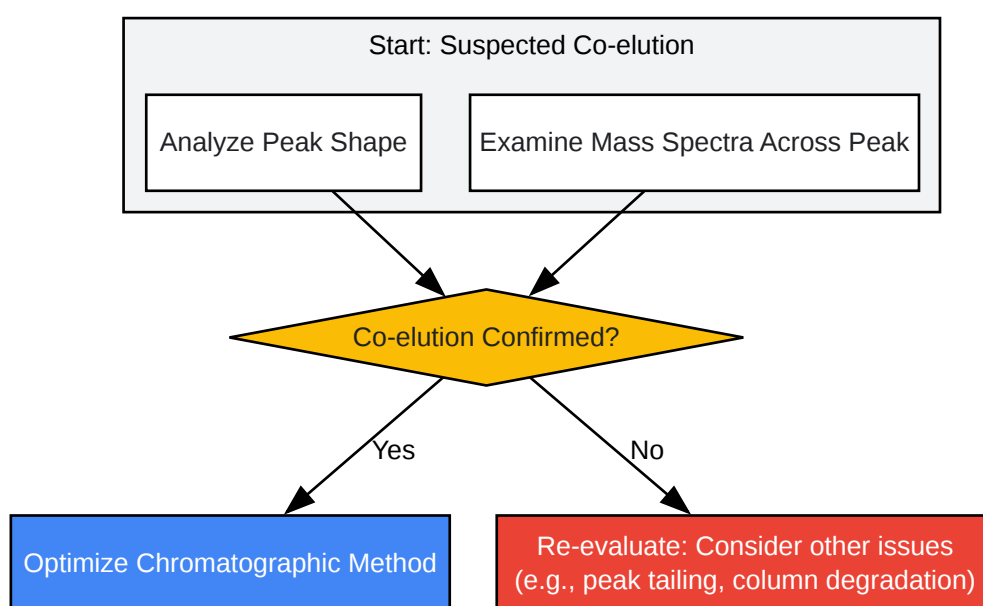 Start: Suspected Co-elution
Analyze Peak Shape
Examine Mass Spectra Across Peak
Co-elution Confirmed?
Yes
No
Optimize Chromatographic Method
Re-evaluate: Consider other issues
(e.g., peak tailing, column degradation)